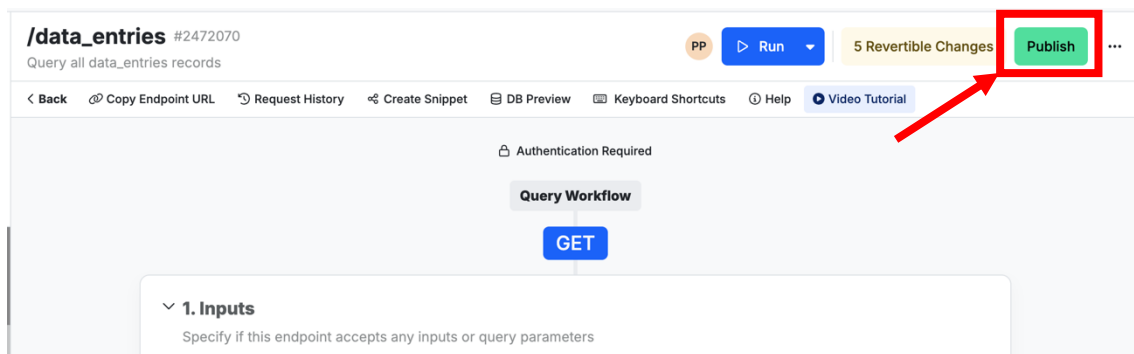 /data_entries #2472070
Query all data_entries records
PP
Run
5 Revertible Changes
Publish
Back
Copy Endpoint URL
Request History
Create Snippet
DB Preview
Keyboard Shortcuts
Help
Video Tutorial
Authentication Required
Query Workflow
GET
1. Inputs
Specify if this endpoint accepts any inputs or query parameters